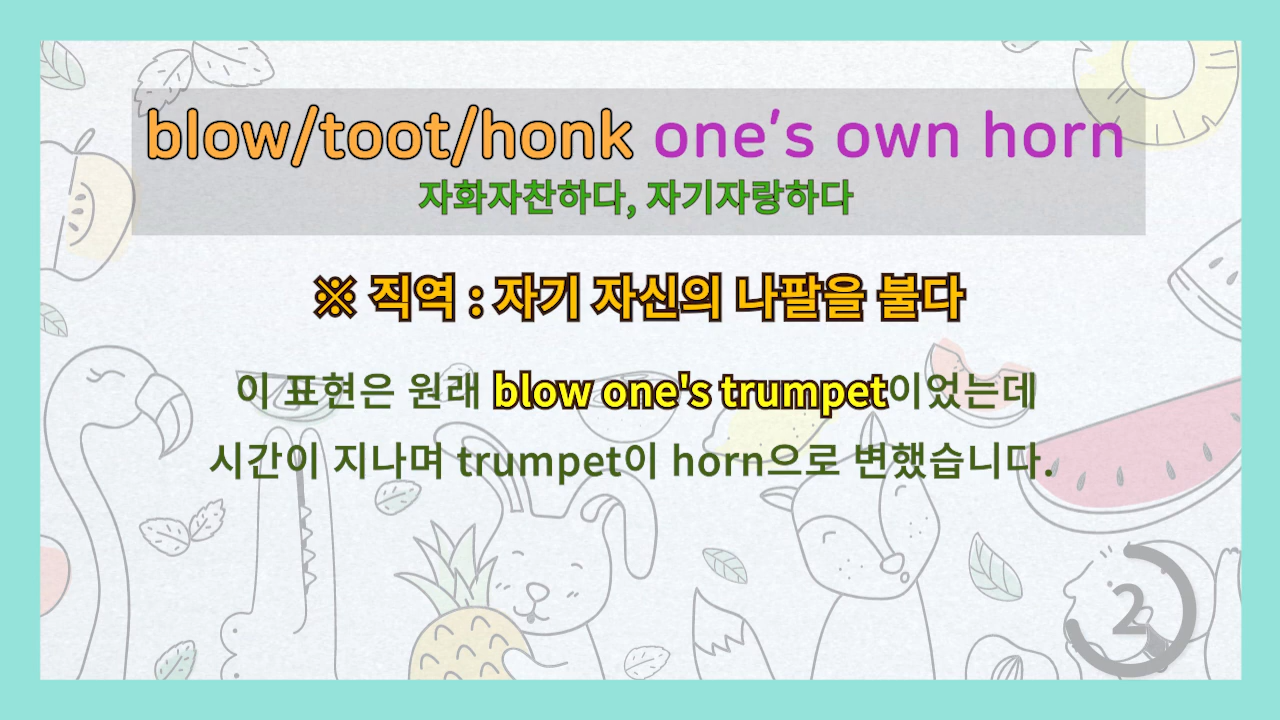 blow/toot/honk one's own horn
자화자찬하다, 자기자랑하다
※ 직역 : 자기 자신의 나팔을 불다
이 표현은 원래 blow one's trumpet이었는데
시간이 지나며 trumpet이 horn으로 변했습니다.
2